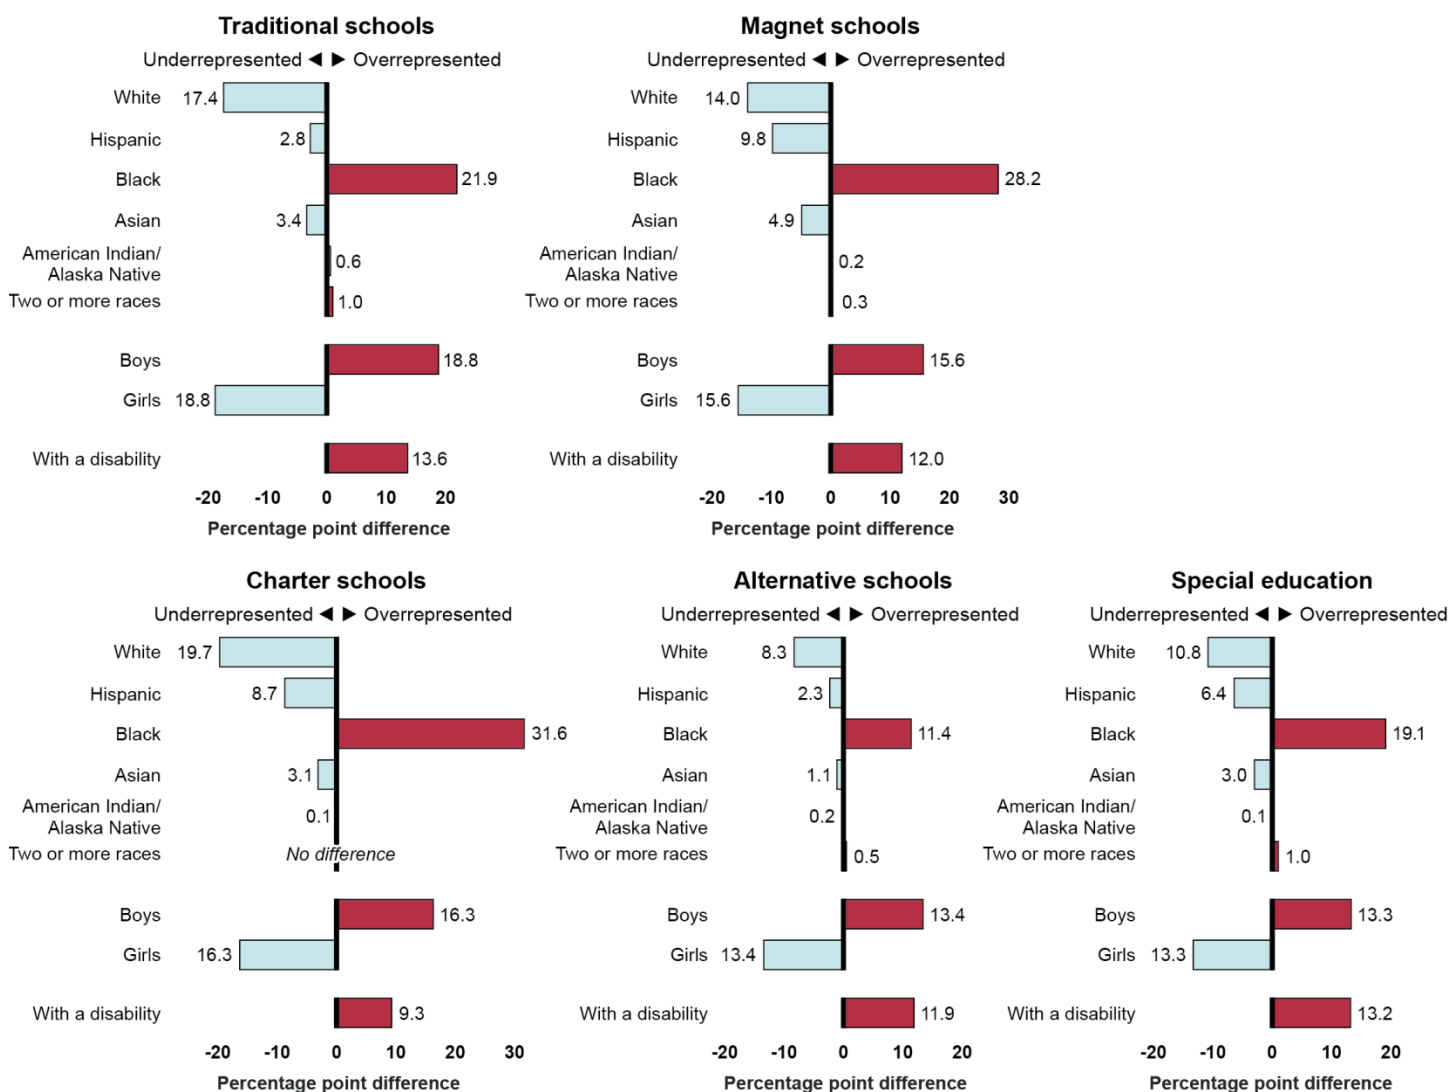 Traditional schools
Underrepresented ◄ ► Overrepresented
White 17.4
Hispanic 2.8
Black 21.9
Asian 3.4
American Indian/
Alaska Native 0.6
Two or more races 1.0
Boys 18.8
Girls 18.8
With a disability 13.6
-20 -10 0 10 20
Percentage point difference
Magnet schools
Underrepresented ◄ ► Overrepresented
White 14.0
Hispanic 9.8
Black 28.2
Asian 4.9
American Indian/
Alaska Native 0.2
Two or more races 0.3
Boys 15.6
Girls 15.6
With a disability 12.0
-20 -10 0 10 20 30
Percentage point difference
Charter schools
Underrepresented ◄ ► Overrepresented
White 19.7
Hispanic 8.7
Black 31.6
Asian 3.1
American Indian/
Alaska Native 0.1
Two or more races No difference
Boys 16.3
Girls 16.3
With a disability 9.3
-20 -10 0 10 20 30
Percentage point difference
Alternative schools
Underrepresented ◄ ► Overrepresented
White 8.3
Hispanic 2.3
Black 11.4
Asian 1.1
American Indian/
Alaska Native 0.2
Two or more races 0.5
Boys 13.4
Girls 13.4
With a disability 11.9
-20 -10 0 10 20
Percentage point difference
Special education
Underrepresented ◄ ► Overrepresented
White 10.8
Hispanic 6.4
Black 19.1
Asian 3.0
American Indian/
Alaska Native 0.1
Two or more races 1.0
Boys 13.3
Girls 13.3
With a disability 13.2
-20 -10 0 10 20
Percentage point difference